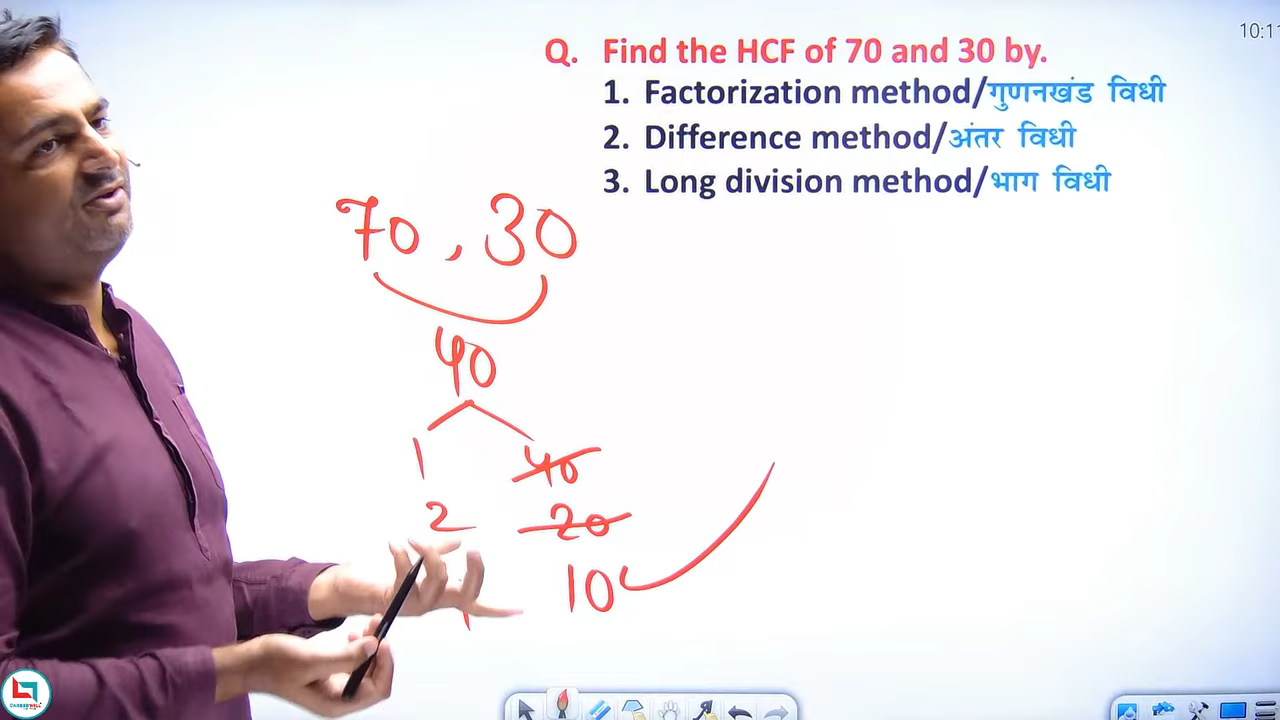 10:11
Q. Find the HCF of 70 and 30 by.
1. Factorization method/गुणनखंड विधी
2. Difference method/अंतर विधी
3. Long division method/भाग विधी
70, 30
40
1 40
2 20
10
CAREERWILL